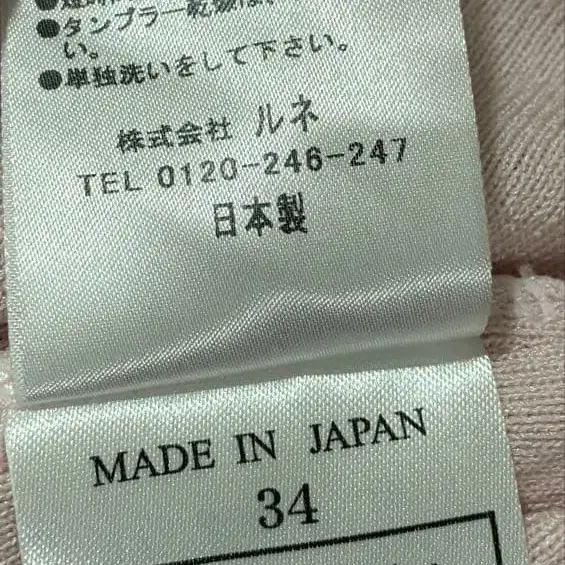 ●タンブラー乾燥は、
い。
●単独洗いをして下さい。
株式会社 ルネ
TEL 0120-246-247
日本製
MADE IN JAPAN
34